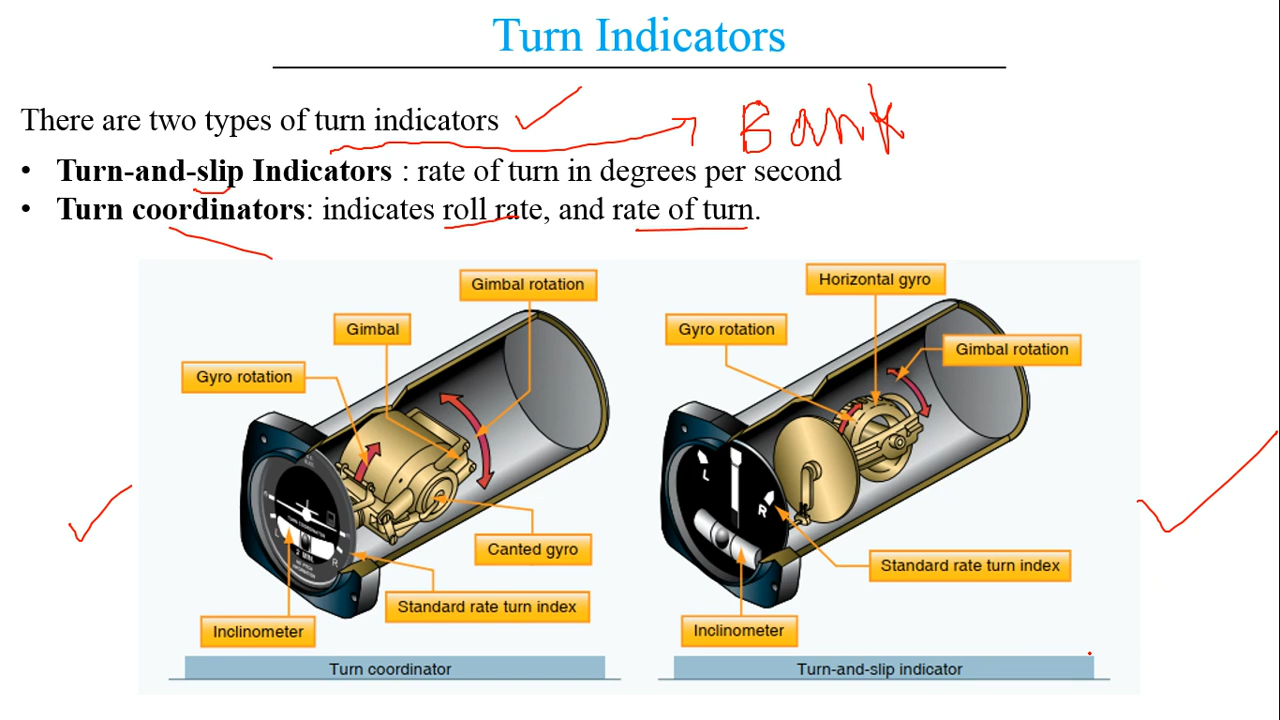 Turn Indicators
There are two types of turn indicators
Bank
• Turn-and-slip Indicators : rate of turn in degrees per second
• Turn coordinators: indicates roll rate, and rate of turn.
Gimbal rotation
Gimbal
Gyro rotation
Canted gyro
Standard rate turn index
Inclinometer
Turn coordinator
Horizontal gyro
Gyro rotation
Gimbal rotation
L
R
Standard rate turn index
Inclinometer
Turn-and-slip indicator